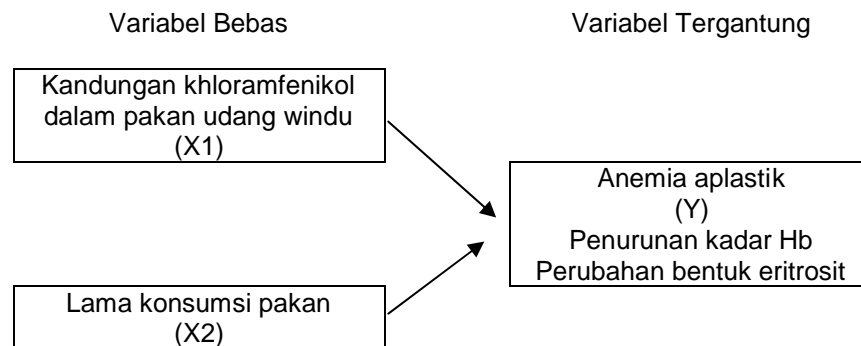 Variabel Bebas
Variabel Tergantung
Kandungan khloramfenikol
dalam pakan udang windu
(X1)
Anemia aplastik
(Y)
Penurunan kadar Hb
Perubahan bentuk eritrosit
Lama konsumsi pakan
(X2)